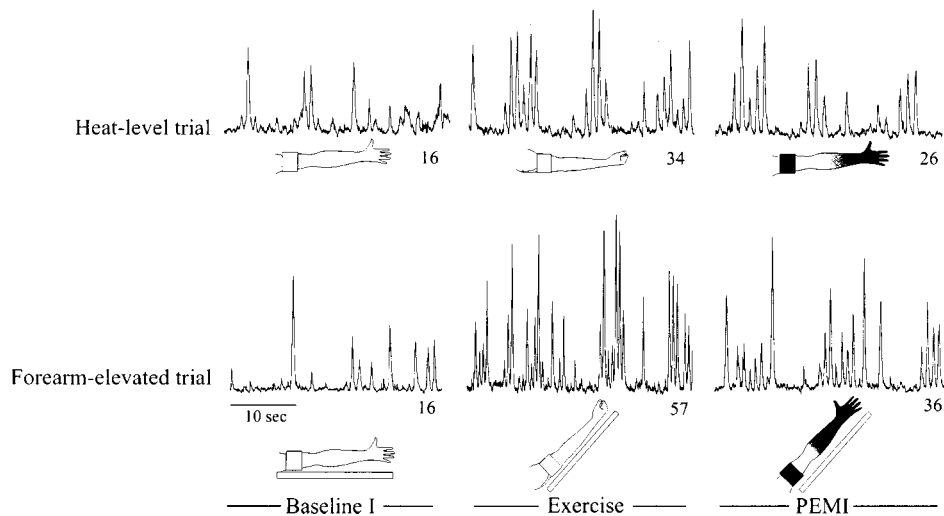 Heat-level trial
16
34
26
Forearm-elevated trial
10 sec
16
57
36
Baseline I
Exercise
PEMI